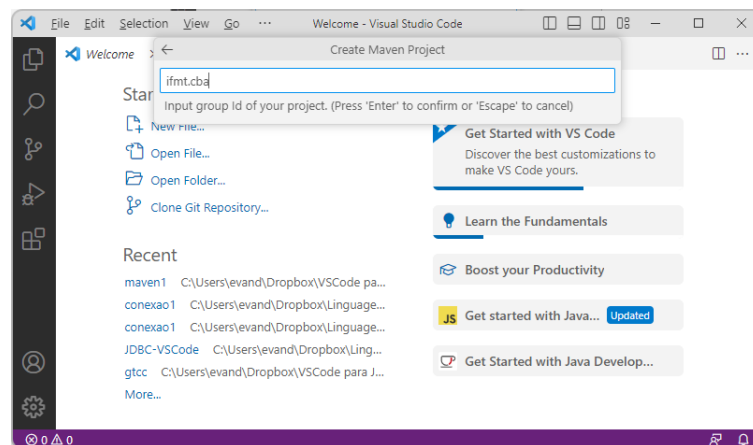 File Edit Selection View Go ··· Welcome - Visual Studio Code
Welcome
Create Maven Project
ifmt.cba
Input group Id of your project. (Press 'Enter' to confirm or 'Escape' to cancel)
Star
New File...
Open File...
Open Folder...
Clone Git Repository...
Recent
maven1 C:\Users\evand\Dropbox\VSCode pa...
conexao1 C:\Users\evand\Dropbox\Linguage...
conexao1 C:\Users\evand\Dropbox\Linguage...
JDBC-VSCode C:\Users\evand\Dropbox\Ling...
gtcc C:\Users\evand\Dropbox\VSCode para J...
More...
Get Started with VS Code
Discover the best customizations to
make VS Code yours.
Learn the Fundamentals
Boost your Productivity
JS Get started with Java... Updated
Get Started with Java Develop...
0 0